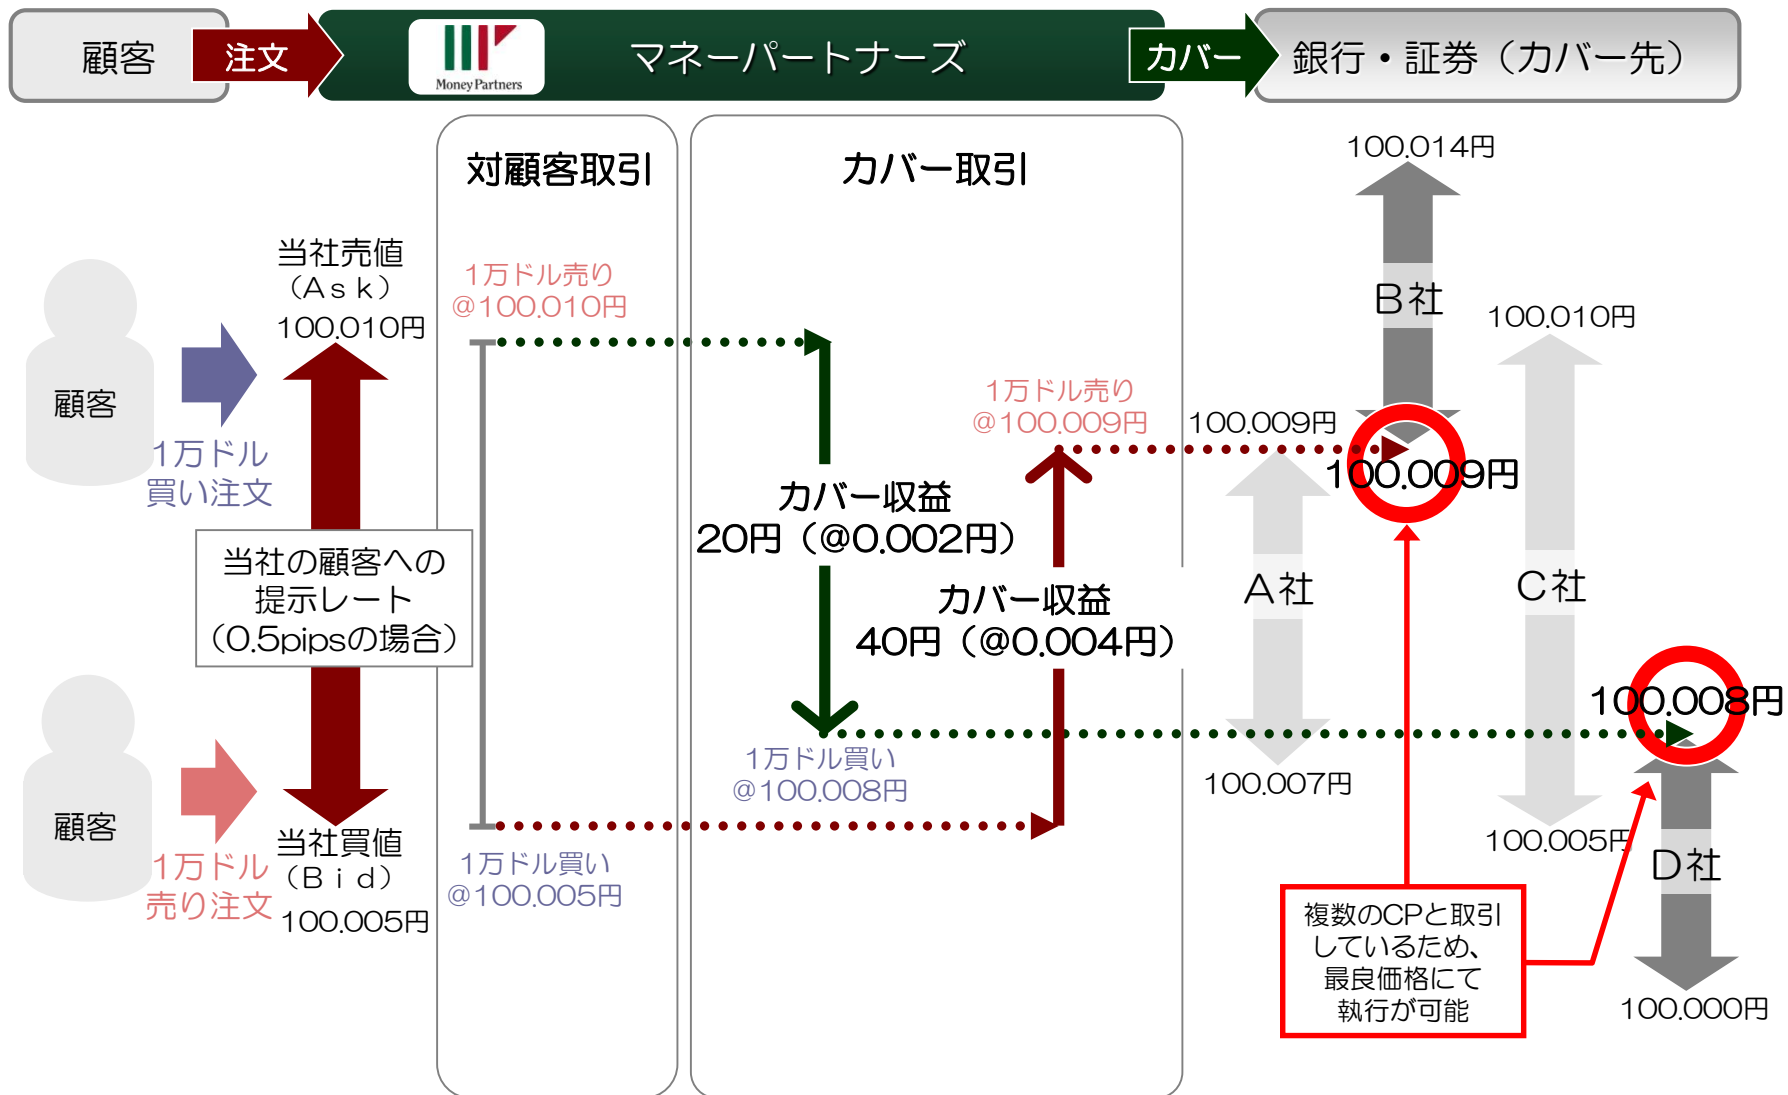 顧客
注文
Money Partners
マネーパートナーズ
カバー
銀行・証券（カバー先）
対顧客取引
カバー取引
当社売値
（Ａｓｋ）
100.010円
顧客
1万ドル
買い注文
1万ドル売り
@100.010円
当社の顧客への
提示レート
（0.5pipsの場合）
カバー収益
20円（@0.002円）
1万ドル売り
@100.009円
カバー収益
40円（@0.004円）
1万ドル買い
@100.008円
顧客
1万ドル
売り注文
当社買値
（Ｂｉｄ）
100.005円
1万ドル買い
@100.005円
100.009円
Ａ社
100.007円
100.014円
Ｂ社
100.009円
100.010円
Ｃ社
100.005円
100.008円
Ｄ社
100.000円
複数のCPと取引
しているため、
最良価格にて
執行が可能